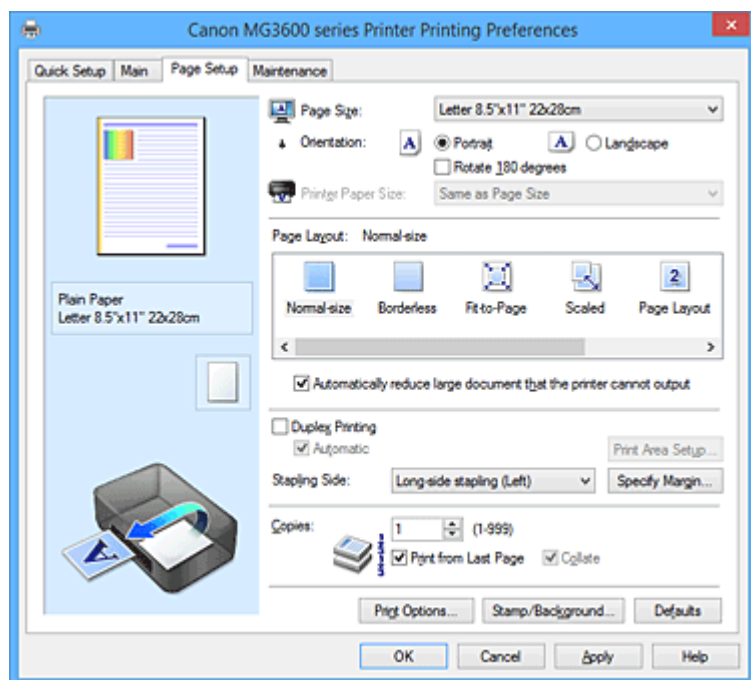 Canon MG3600 series Printer Printing Preferences
Quick Setup Main Page Setup Maintenance
Page Size: Letter 8.5"x11" 22x28cm
Orientation: A Portrait A Landscape
Rotate 180 degrees
Printer Paper Size: Same as Page Size
Page Layout: Normal-size
2
Normal-size Borderless Fit-to-Page Scaled Page Layout
Plain Paper
Letter 8.5"x11" 22x28cm
Automatically reduce large document that the printer cannot output
Duplex Printing
Automatic Print Area Setup...
Stapling Side: Long-side stapling (Left) Specify Margin...
Copies: 1 (1-999)
Print from Last Page Collate
A
Print Options... Stamp/Background... Defaults
OK Cancel Apply Help